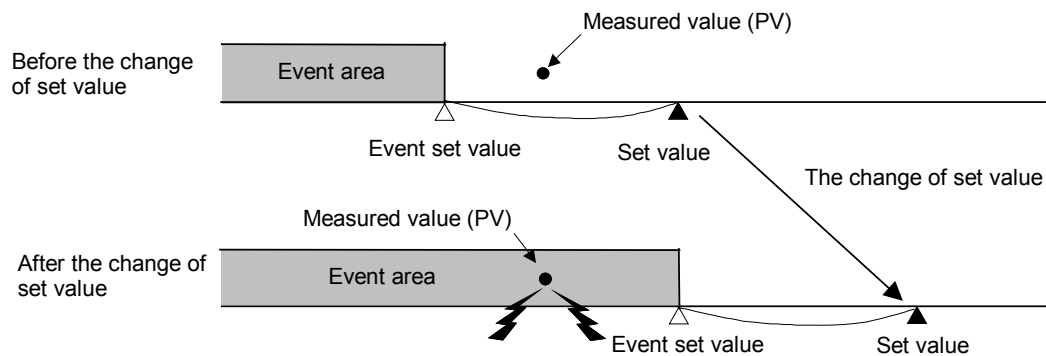 Measured value (PV)
Before the change
of set value
Event area
Event set value
Set value
The change of set value
Measured value (PV)
After the change of
set value
Event area
Event set value
Set value